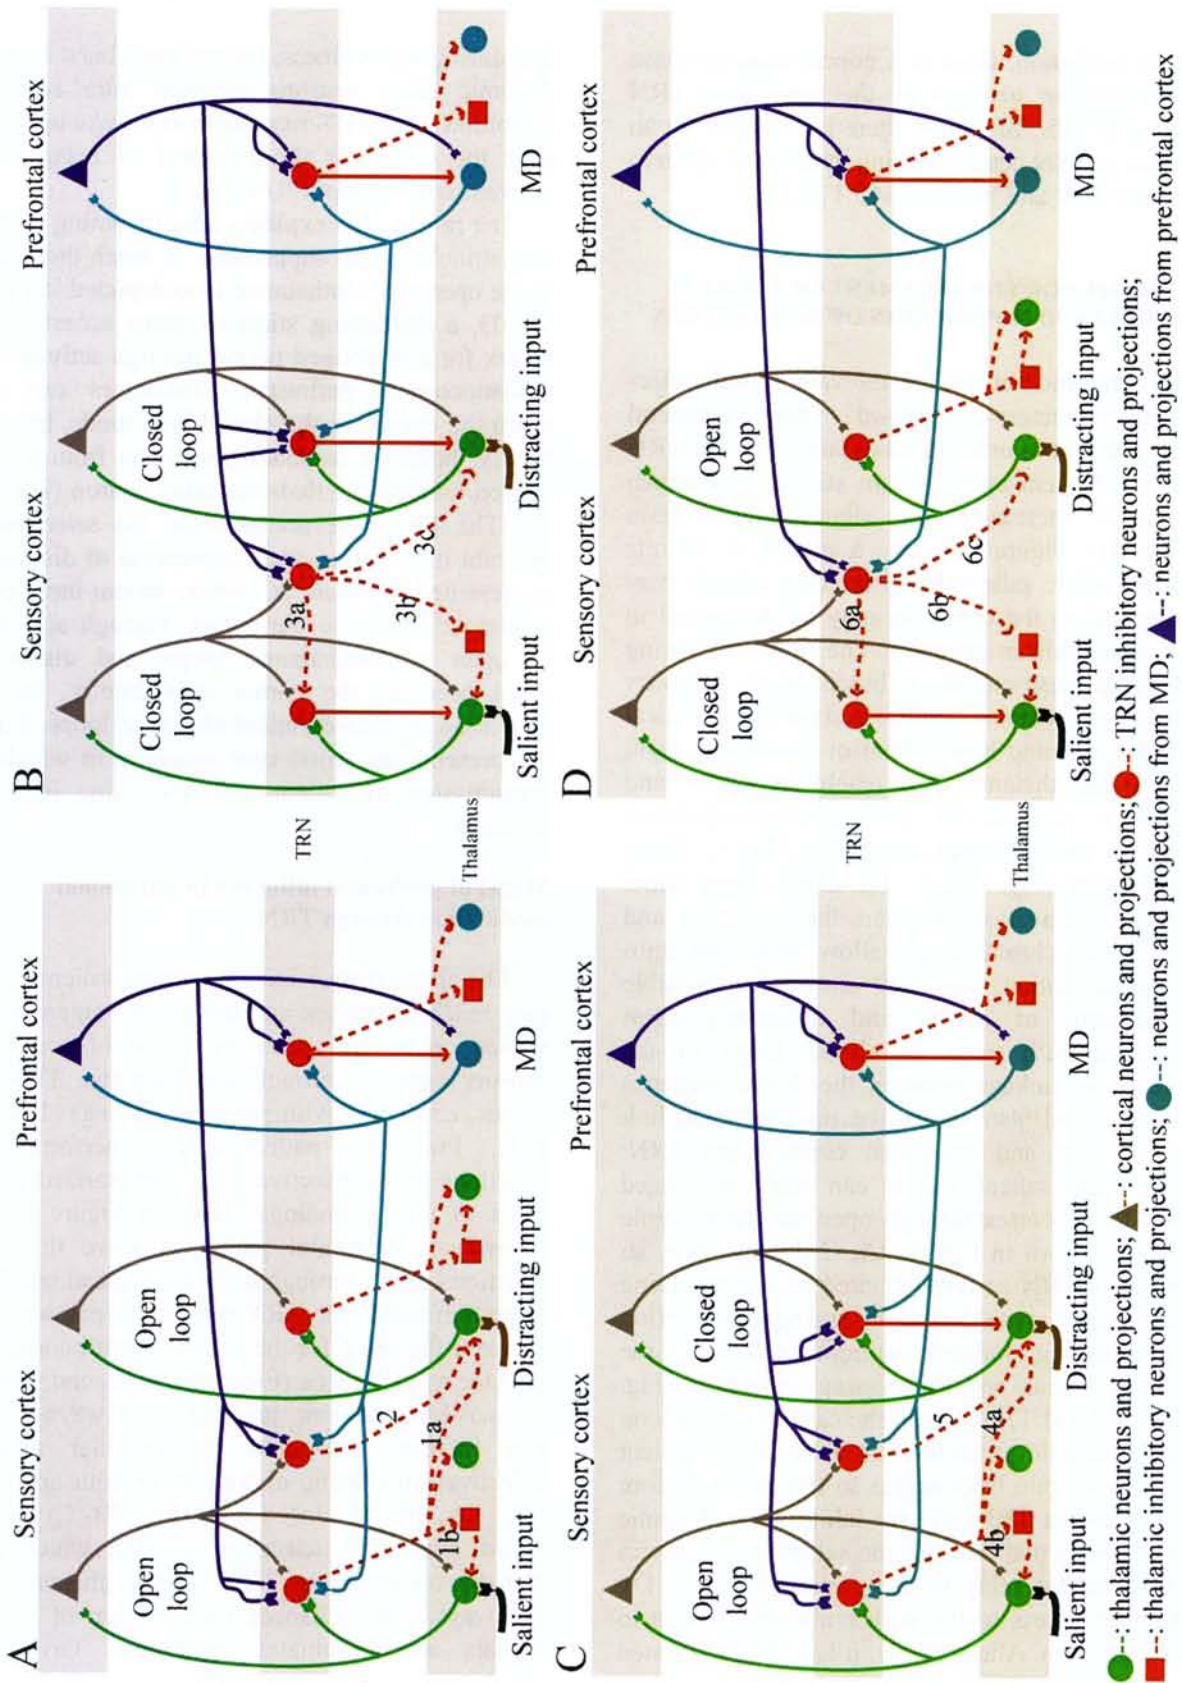 A
Sensory cortex
Prefrontal cortex
Open
loop
Open
loop
1b
1a
2
Salient input
Distracting input
MD
TRN
Thalamus
B
Sensory cortex
Prefrontal cortex
Closed
loop
Closed
loop
3a
3b
3c
Salient input
Distracting input
MD
C
Sensory cortex
Prefrontal cortex
Open
loop
Closed
loop
4b
4a
5
Salient input
Distracting input
MD
TRN
Thalamus
D
Sensory cortex
Prefrontal cortex
Closed
loop
Open
loop
6a
6b
6c
Salient input
Distracting input
MD
--: thalamic neurons and projections; --: cortical neurons and projections; --: TRN inhibitory neurons and projections;
--: thalamic inhibitory neurons and projections; --: neurons and projections from MD; --: neurons and projections from prefrontal cortex